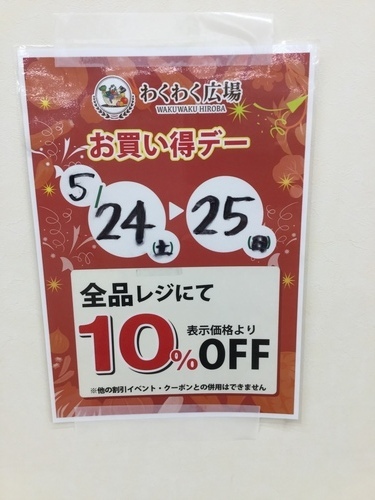 わくわく広場
WAKUWAKU HIROBA
お買い得デー
5/24(土)▶25(日)
全品レジにて
10%OFF
表示価格より
※他の割引イベント・クーポンとの併用はできません